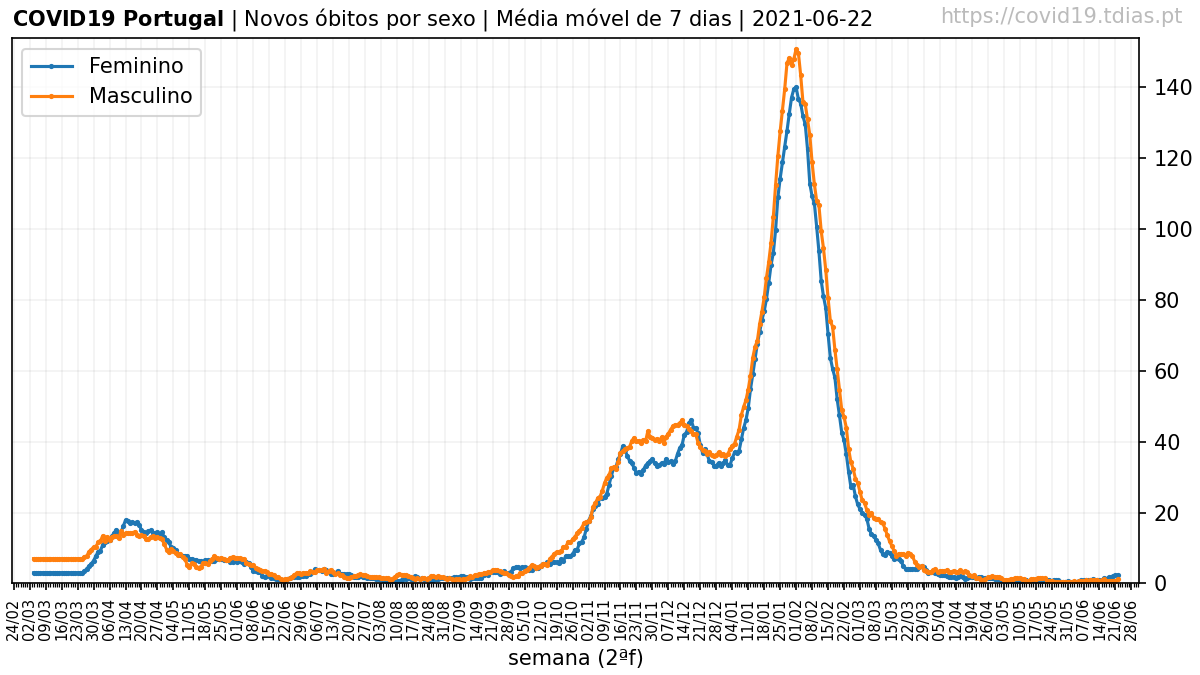 COVID19 Portugal | Novos óbitos por sexo | Média móvel de 7 dias | 2021-06-22
https://covid19.tdias.pt
Feminino
Masculino
140
120
100
80
60
40
20
0
24/02 02/03 09/03 16/03 23/03 30/03 06/04 13/04 20/04 27/04 04/05 11/05 18/05 25/05 01/06 08/06 15/06 22/06 29/06 06/07 13/07 20/07 27/07 03/08 10/08 17/08 24/08 31/08 07/09 14/09 21/09 28/09 05/10 12/10 19/10 26/10 02/11 09/11 16/11 23/11 30/11 07/12 14/12 21/12 28/12 04/01 11/01 18/01 25/01 01/02 08/02 15/02 22/02 01/03 08/03 15/03 22/03 29/03 05/04 12/04 19/04 26/04 03/05 10/05 17/05 24/05 31/05 07/06 14/06 21/06 28/06
semana (2ªf)